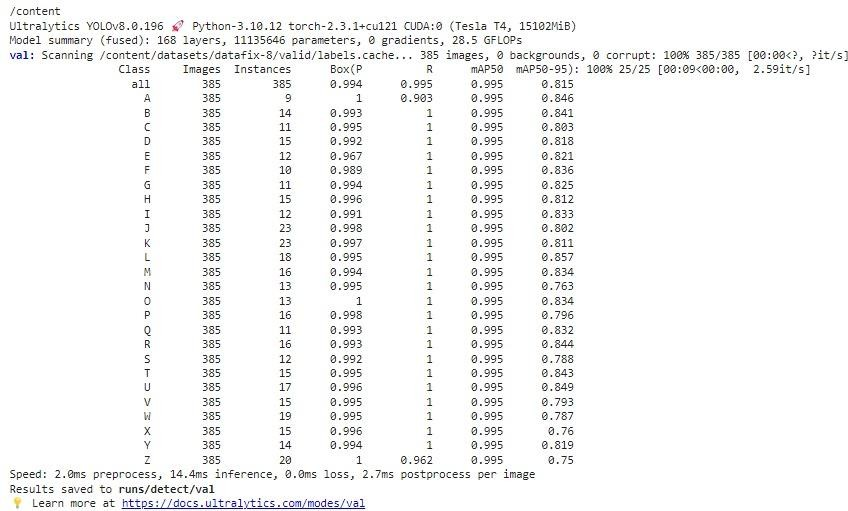 /content
Ultralytics YOLOv8.0.196 🚀 Python-3.10.12 torch-2.3.1+cu121 CUDA:0 (Tesla T4, 15102MiB)
Model summary (fused): 168 layers, 11135646 parameters, 0 gradients, 28.5 GFLOPs
val: Scanning /content/datasets/datafix-8/valid/labels.cache... 385 images, 0 backgrounds, 0 corrupt: 100% 385/385 [00:00<?, ?it/s]
Class Images Instances Box(P R mAP50 mAP50-95): 100% 25/25 [00:09<00:00, 2.59it/s]
all 385 385 0.994 0.995 0.995 0.815
A 385 9 1 0.903 0.995 0.846
B 385 14 0.993 1 0.995 0.841
C 385 11 0.995 1 0.995 0.803
D 385 15 0.992 1 0.995 0.818
E 385 12 0.967 1 0.995 0.821
F 385 10 0.989 1 0.995 0.836
G 385 11 0.994 1 0.995 0.825
H 385 15 0.996 1 0.995 0.812
I 385 12 0.991 1 0.995 0.833
J 385 23 0.998 1 0.995 0.802
K 385 23 0.997 1 0.995 0.811
L 385 18 0.995 1 0.995 0.857
M 385 16 0.994 1 0.995 0.834
N 385 13 0.995 1 0.995 0.763
O 385 13 1 1 0.995 0.834
P 385 16 0.998 1 0.995 0.796
Q 385 11 0.993 1 0.995 0.832
R 385 16 0.993 1 0.995 0.844
S 385 12 0.992 1 0.995 0.788
T 385 15 0.995 1 0.995 0.843
U 385 17 0.996 1 0.995 0.849
V 385 15 0.995 1 0.995 0.793
W 385 19 0.995 1 0.995 0.787
X 385 15 0.996 1 0.995 0.76
Y 385 14 0.994 1 0.995 0.819
Z 385 20 1 0.962 0.995 0.75
Speed: 2.0ms preprocess, 14.4ms inference, 0.0ms loss, 2.7ms postprocess per image
Results saved to runs/detect/val
💡 Learn more at https://docs.ultralytics.com/modes/val